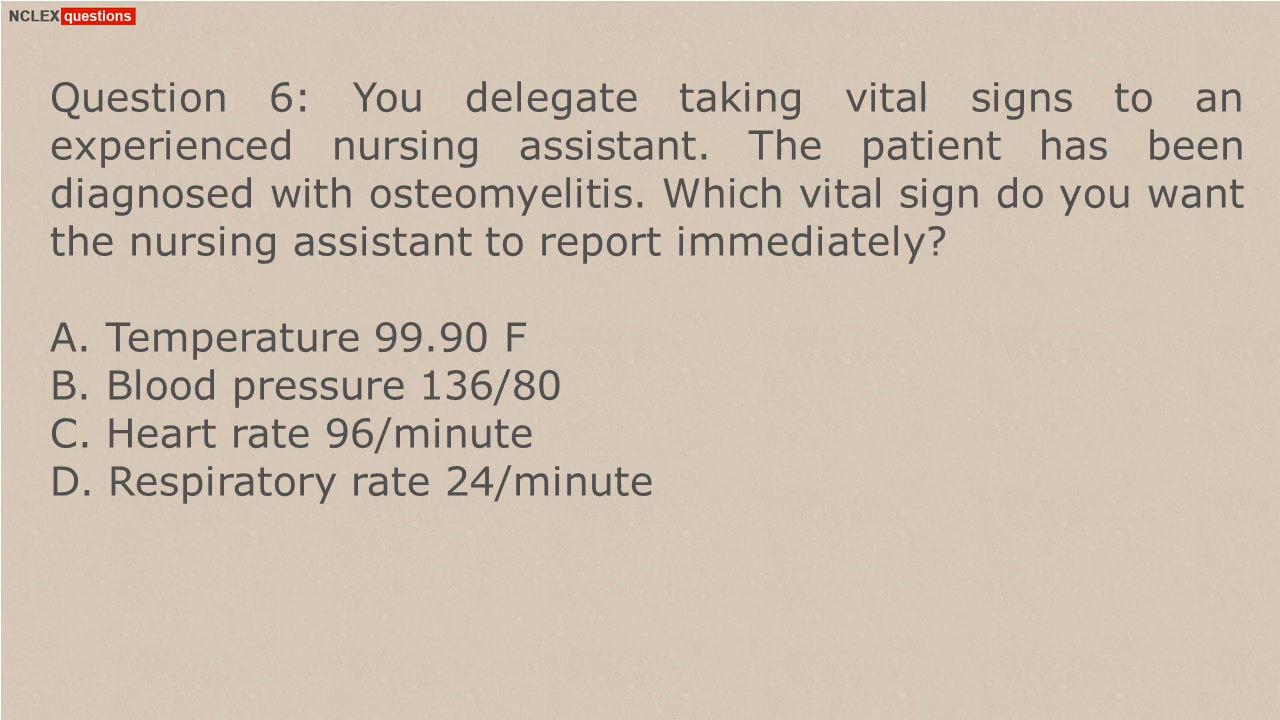 NCLEX questions
Question 6: You delegate taking vital signs to an
experienced nursing assistant. The patient has been
diagnosed with osteomyelitis. Which vital sign do you want
the nursing assistant to report immediately?
A. Temperature 99.90 F
B. Blood pressure 136/80
C. Heart rate 96/minute
D. Respiratory rate 24/minute